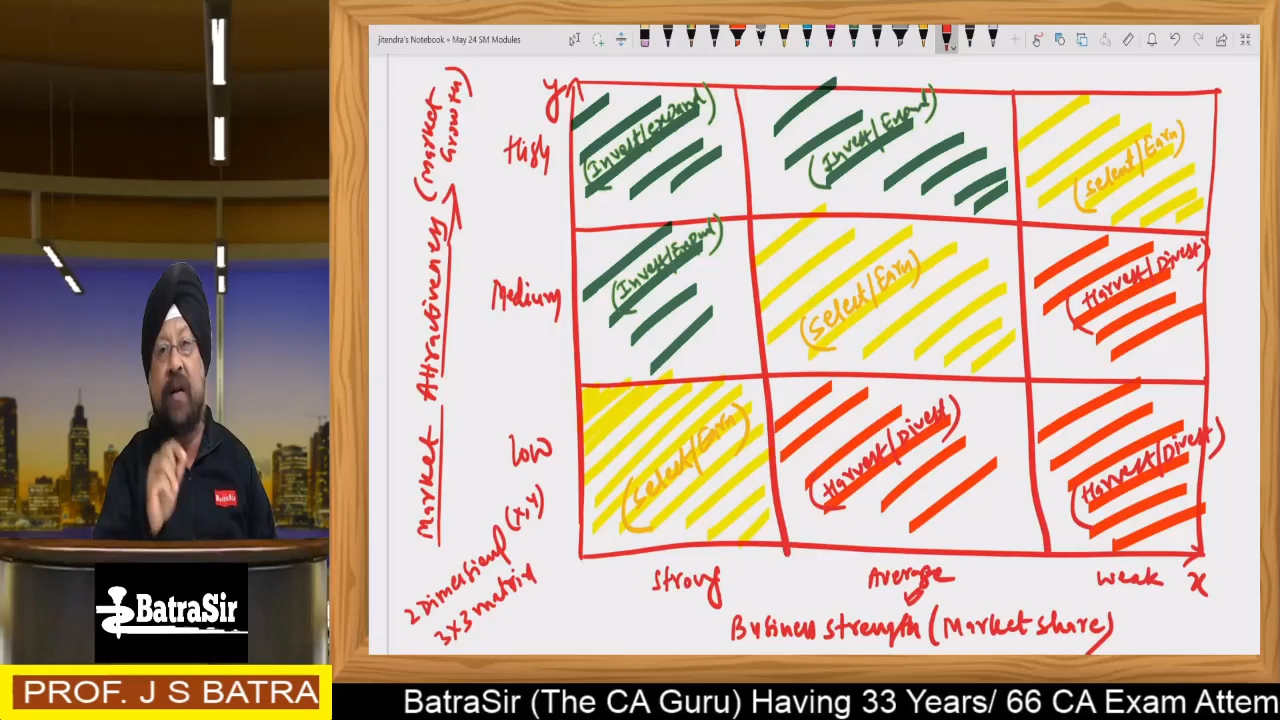 jitendra's Notebook » May 24 SM Modules
Market Attractiveness (Market Growth)
Y
High
Medium
Low
(Invest/expand)
(Invest/Expand)
(Select/Earn)
(Invest/Expand)
(Select/Earn)
(Harvest/Divest)
(Select/Earn)
(Harvest/Divest)
(Harvest/Divest)
Strong
Average
Weak
X
Business strength (Market share)
2 Dimensional (X,Y)
3x3 matrix
BatraSir
BatraSir
PROF. J S BATRA
BatraSir (The CA Guru) Having 33 Years/ 66 CA Exam Attem